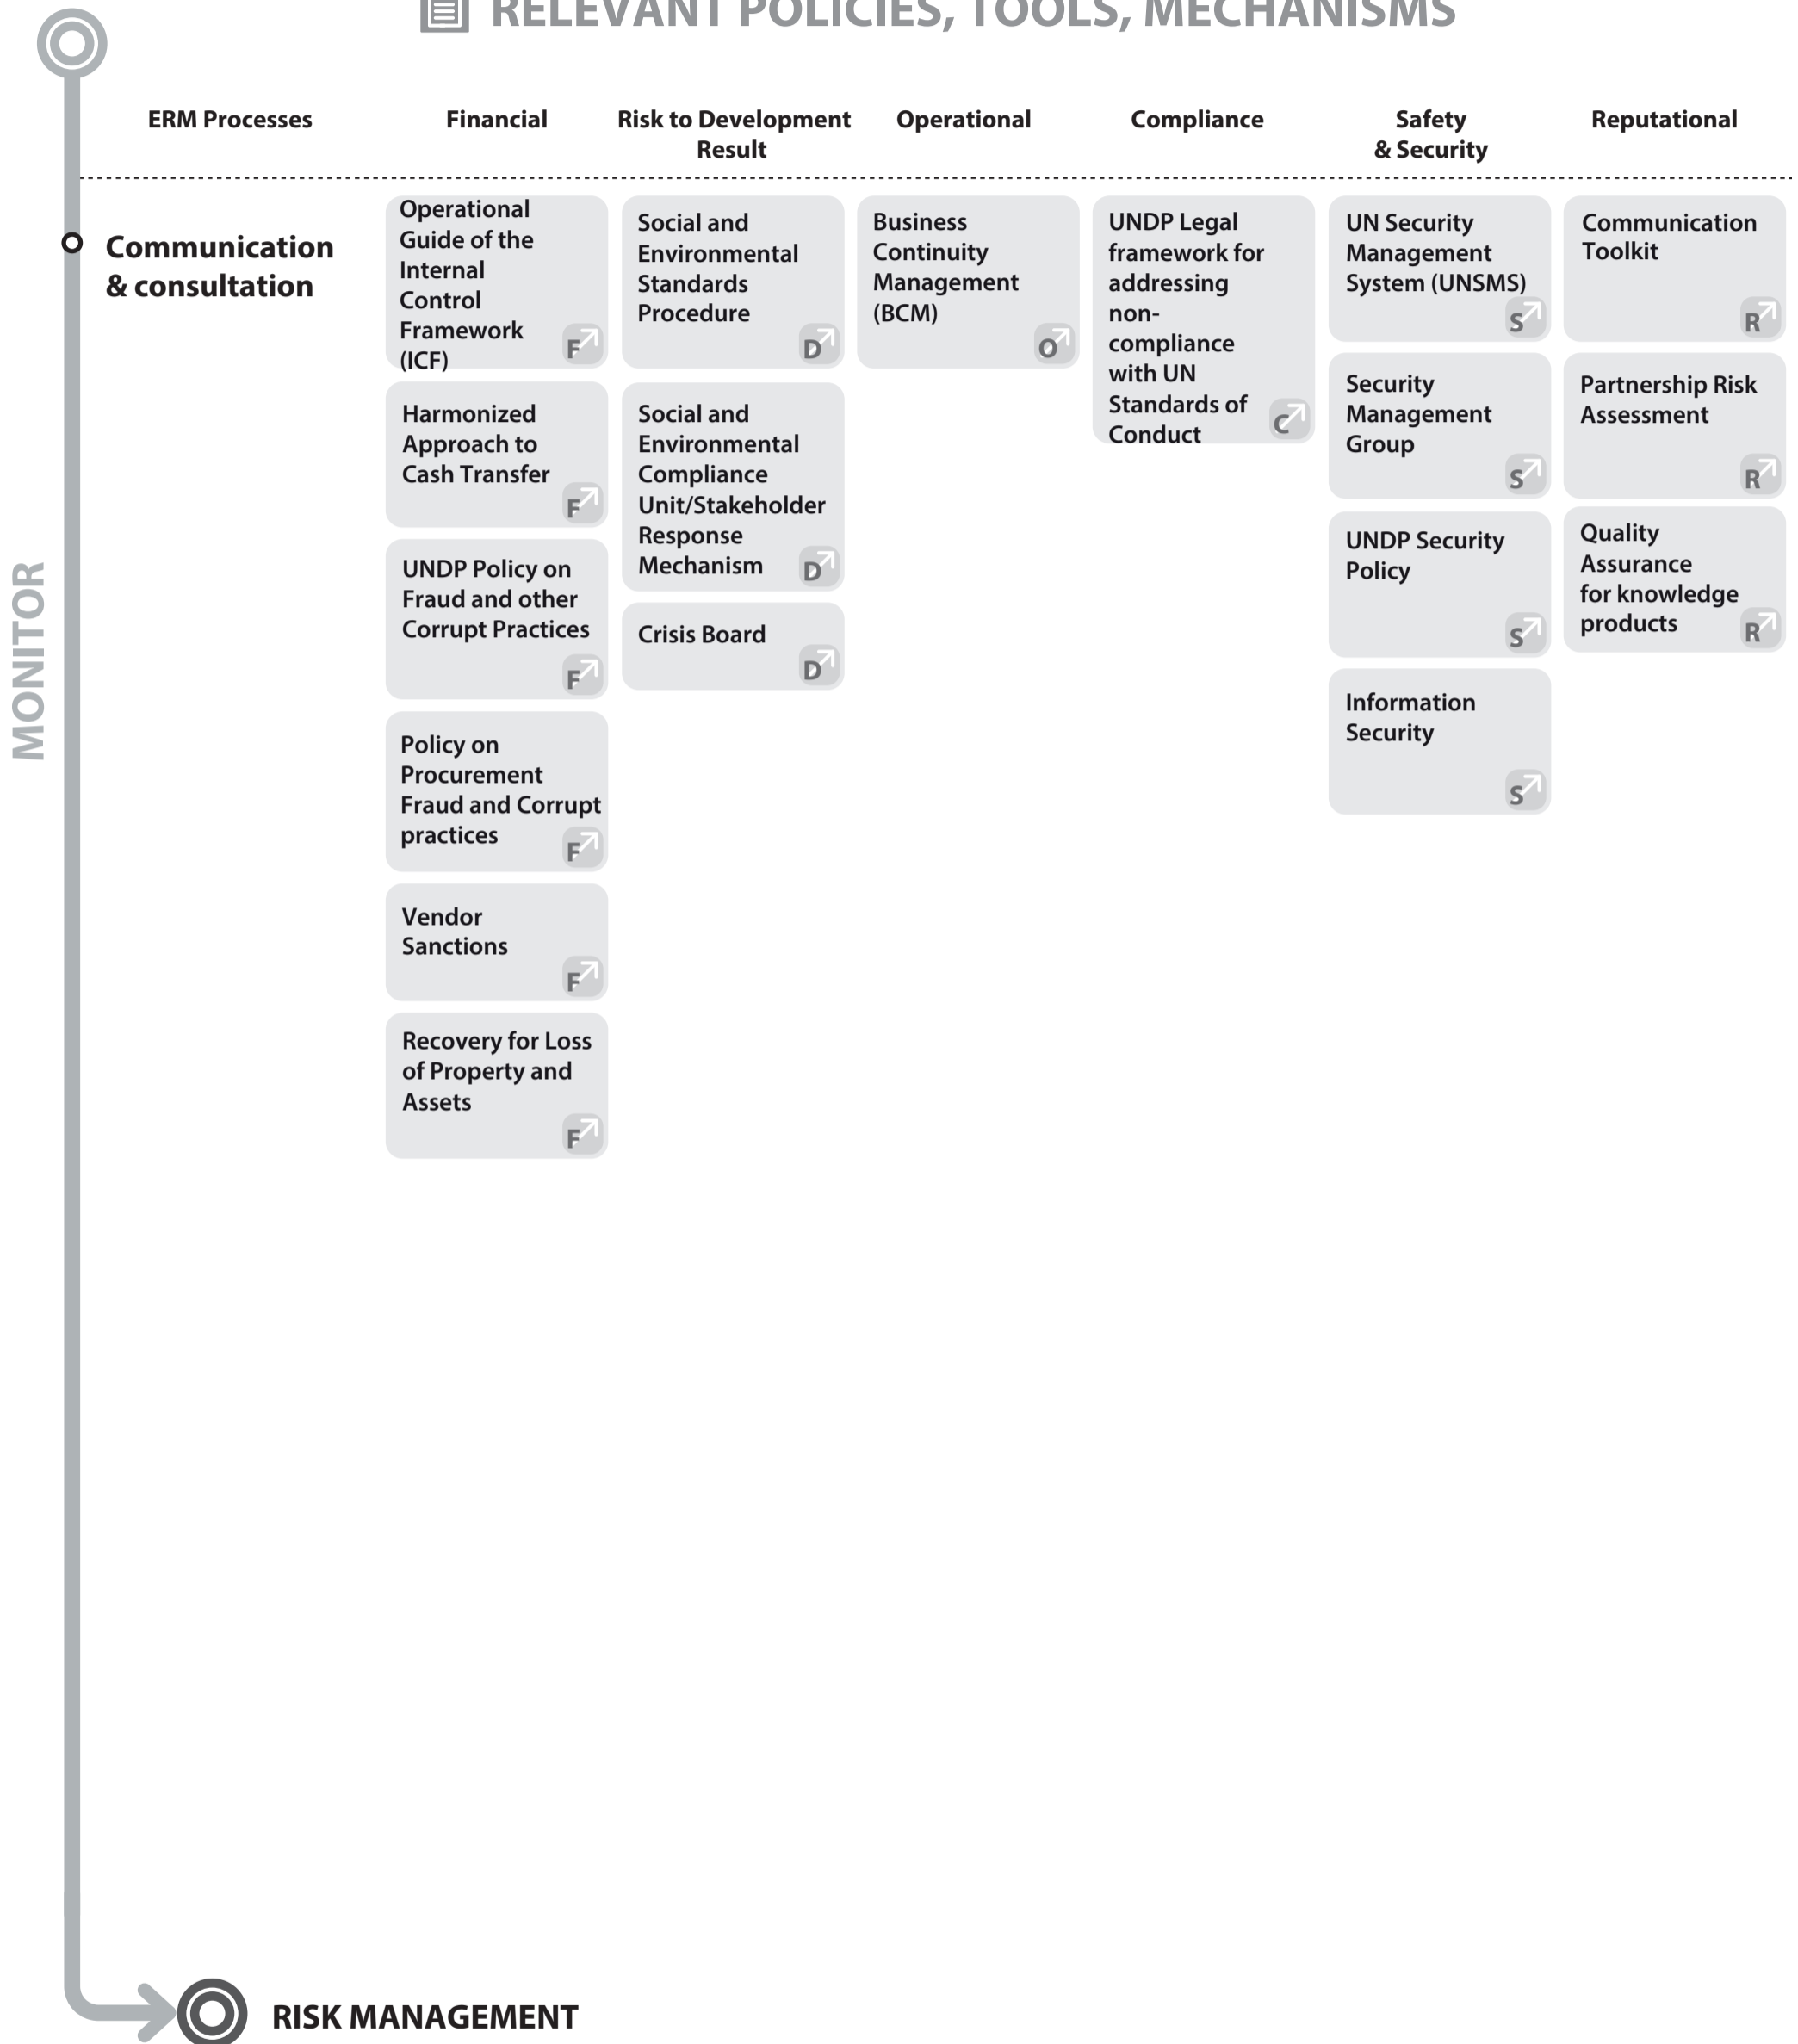 RELEVANT POLICIES, TOOLS, MECHANISMS
ERM Processes
Financial
Risk to Development
Result
Operational
Compliance
Safety
& Security
Reputational
MONITOR
Communication
& consultation
Operational
Guide of the
Internal
Control
Framework
(ICF)
F
Harmonized
Approach to
Cash Transfer
F
UNDP Policy on
Fraud and other
Corrupt Practices
F
Policy on
Procurement
Fraud and Corrupt
practices
F
Vendor
Sanctions
F
Recovery for Loss
of Property and
Assets
F
Social and
Environmental
Standards
Procedure
D
Social and
Environmental
Compliance
Unit/Stakeholder
Response
Mechanism
D
Crisis Board
D
Business
Continuity
Management
(BCM)
O
UNDP Legal
framework for
addressing
non-
compliance
with UN
Standards of
Conduct
C
UN Security
Management
System (UNSMS)
S
Security
Management
Group
S
UNDP Security
Policy
S
Information
Security
S
Communication
Toolkit
R
Partnership Risk
Assessment
R
Quality
Assurance
for knowledge
products
R
RISK MANAGEMENT